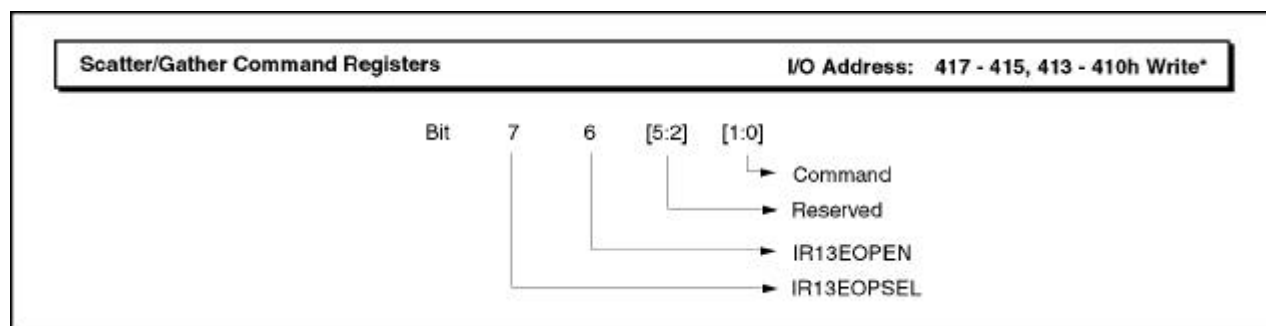 Scatter/Gather Command Registers I/O Address: 417 - 415, 413 - 410h Write*
Bit 7 6 [5:2] [1:0]
Command
Reserved
IR13EOPEN
IR13EOPSEL